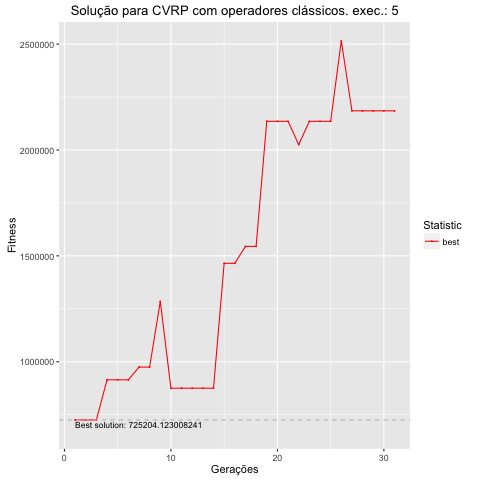 Solução para CVRP com operadores clássicos. exec.: 5
2500000
2000000
1500000
1000000
Fitness
Best solution: 725204.123008241
0 10 20 30
Gerações
Statistic
best